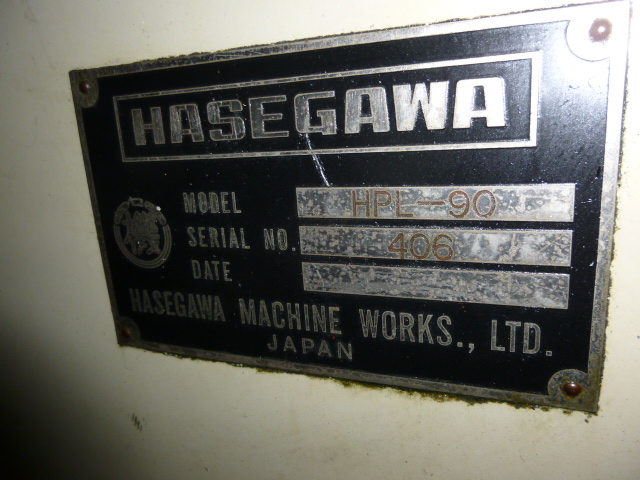 HASEGAWA
MODEL HPL-90
SERIAL NO. 406
DATE
HASEGAWA MACHINE WORKS., LTD.
JAPAN